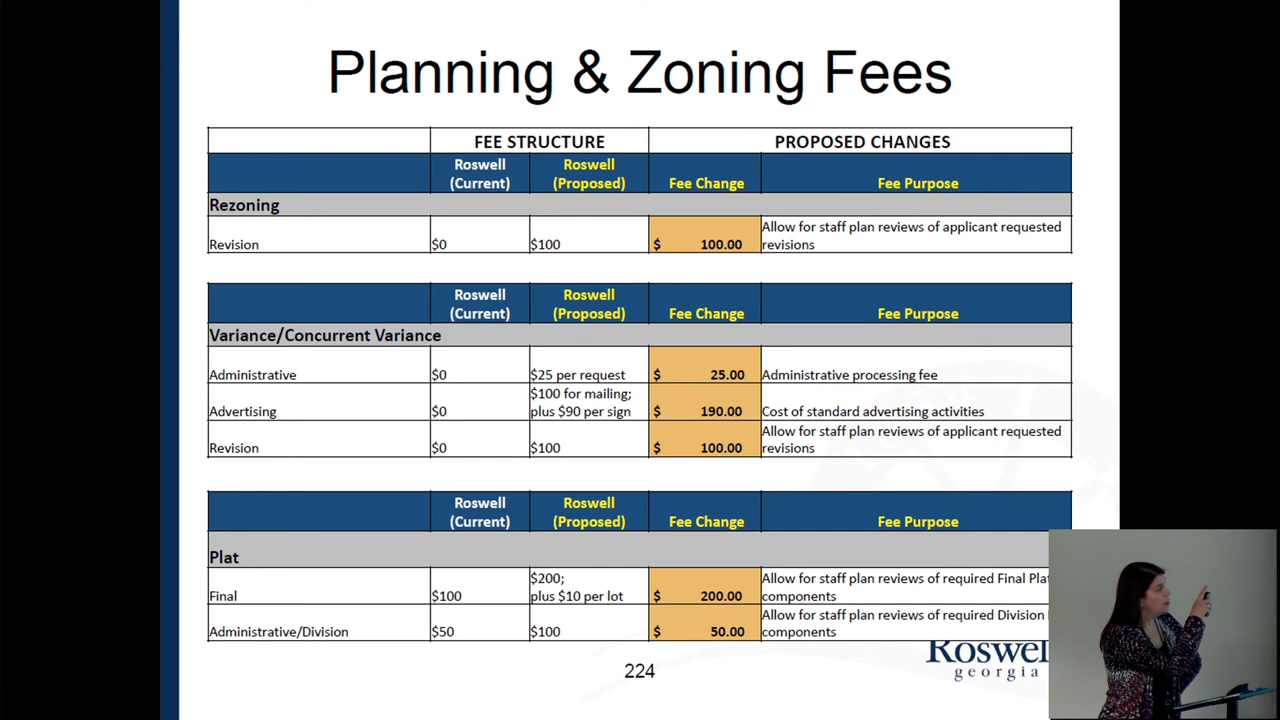 Planning & Zoning Fees
FEE STRUCTURE PROPOSED CHANGES
Roswell (Current) Roswell (Proposed) Fee Change Fee Purpose
Rezoning
Revision $0 $100 $ 100.00 Allow for staff plan reviews of applicant requested revisions
Roswell (Current) Roswell (Proposed) Fee Change Fee Purpose
Variance/Concurrent Variance
Administrative $0 $25 per request $ 25.00 Administrative processing fee
Advertising $0 $100 for mailing; plus $90 per sign $ 190.00 Cost of standard advertising activities
Revision $0 $100 $ 100.00 Allow for staff plan reviews of applicant requested revisions
Roswell (Current) Roswell (Proposed) Fee Change Fee Purpose
Plat
Final $100 $200; plus $10 per lot $ 200.00 Allow for staff plan reviews of required Final components
Administrative/Division $50 $100 $ 50.00 Allow for staff plan reviews of required Division components
Roswell
georgia
224